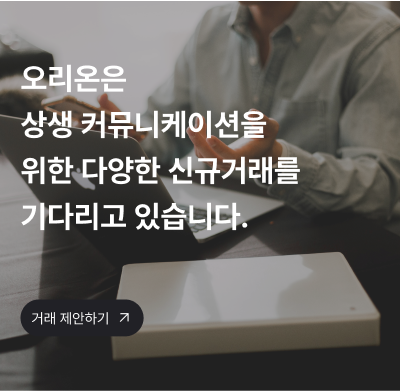 오리온은
상생 커뮤니케이션을
위한 다양한 신규거래를
기다리고 있습니다.
거래 제안하기